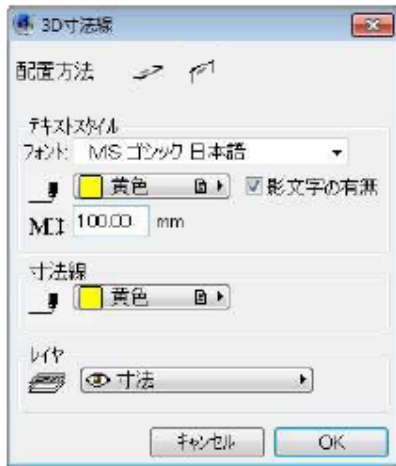 3D寸法線
配置方法
テキストスタイル
フォント: MS ゴシック 日本語
黄色 影文字の有無
M 100.00 mm
寸法線
黄色
レイヤ
寸法
キャンセル OK